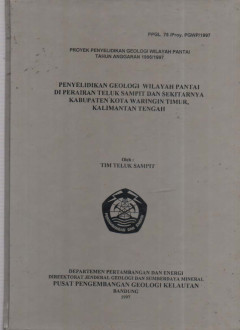 PPGL. 76 /Proy. PGWP/1997
PROYEK PENYELIDIKAN GEOLOGI WILAYAH PANTAI
TAHUN ANGGARAN 1996/1997
PENYELIDIKAN GEOLOGI WILAYAH PANTAI
DI PERAIRAN TELUK SAMPIT DAN SEKITARNYA
KABUPATEN KOTA WARINGIN TIMUR,
KALIMANTAN TENGAH
Oleh :
TIM TELUK SAMPIT
DEPARTEMEN PERTAMBANGAN DAN ENERGI
DIREKTORAT JENDERAL GEOLOGI DAN SUMBERDAYA MINERAL
PUSAT PENGEMBANGAN GEOLOGI KELAUTAN
BANDUNG
1997